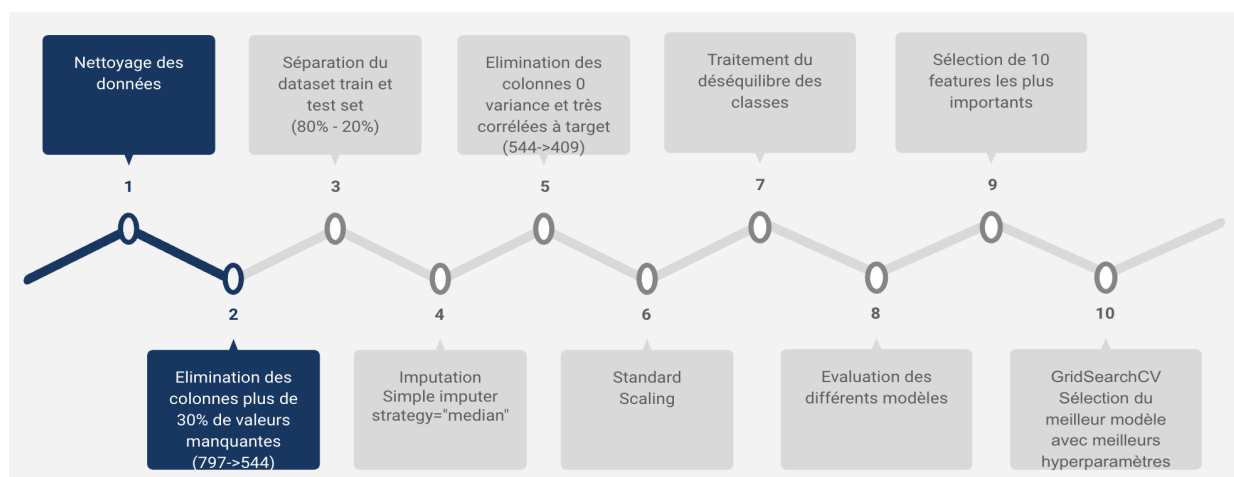 Nettoyage des
données
Séparation du
dataset train et
test set
(80% - 20%)
Elimination des
colonnes 0
variance et très
corrélées à target
(544->409)
Traitement du
déséquilibre des
classes
Sélection de 10
features les plus
importants
1
3
5
7
9
2
4
6
8
10
Elimination des
colonnes plus de
30% de valeurs
manquantes
(797->544)
Imputation
Simple imputer
strategy="median"
Standard
Scaling
Evaluation des
différents modèles
GridSearchCV
Sélection du
meilleur modèle
avec meilleurs
hyperparamètres